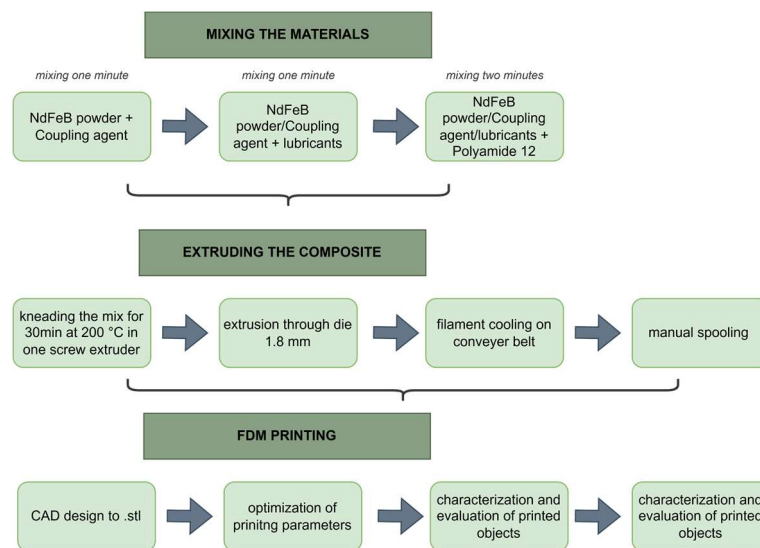 MIXING THE MATERIALS
mixing one minute
mixing one minute
mixing two minutes
NdFeB powder +
Coupling agent
NdFeB
powder/Coupling
agent + lubricants
NdFeB
powder/Coupling
agent/lubricants +
Polyamide 12
EXTRUDING THE COMPOSITE
kneading the mix for
30min at 200 °C in
one screw extruder
extrusion through die
1.8 mm
filament cooling on
conveyer belt
manual spooling
FDM PRINTING
CAD design to .stl
optimization of
prinitng parameters
characterization and
evaluation of printed
objects
characterization and
evaluation of printed
objects